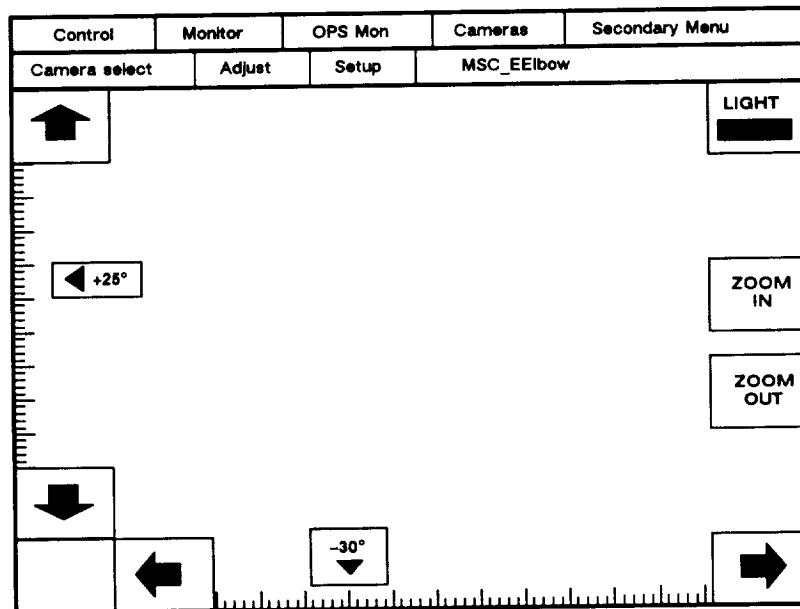 Control Monitor OPS Mon Cameras Secondary Menu
Camera select Adjust Setup MSC_EElbow
LIGHT
+25°
ZOOM
IN
ZOOM
OUT
−30°